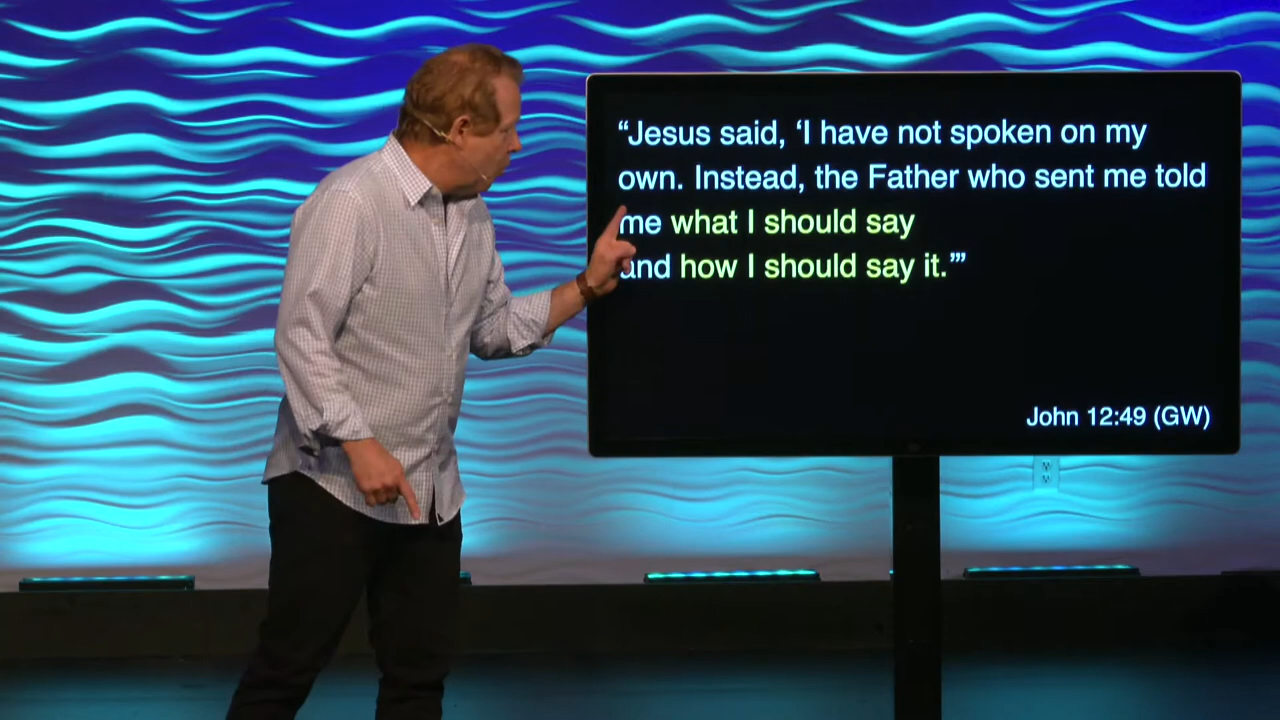 “Jesus said, ‘I have not spoken on my
own. Instead, the Father who sent me told
me what I should say
and how I should say it.’”
John 12:49 (GW)